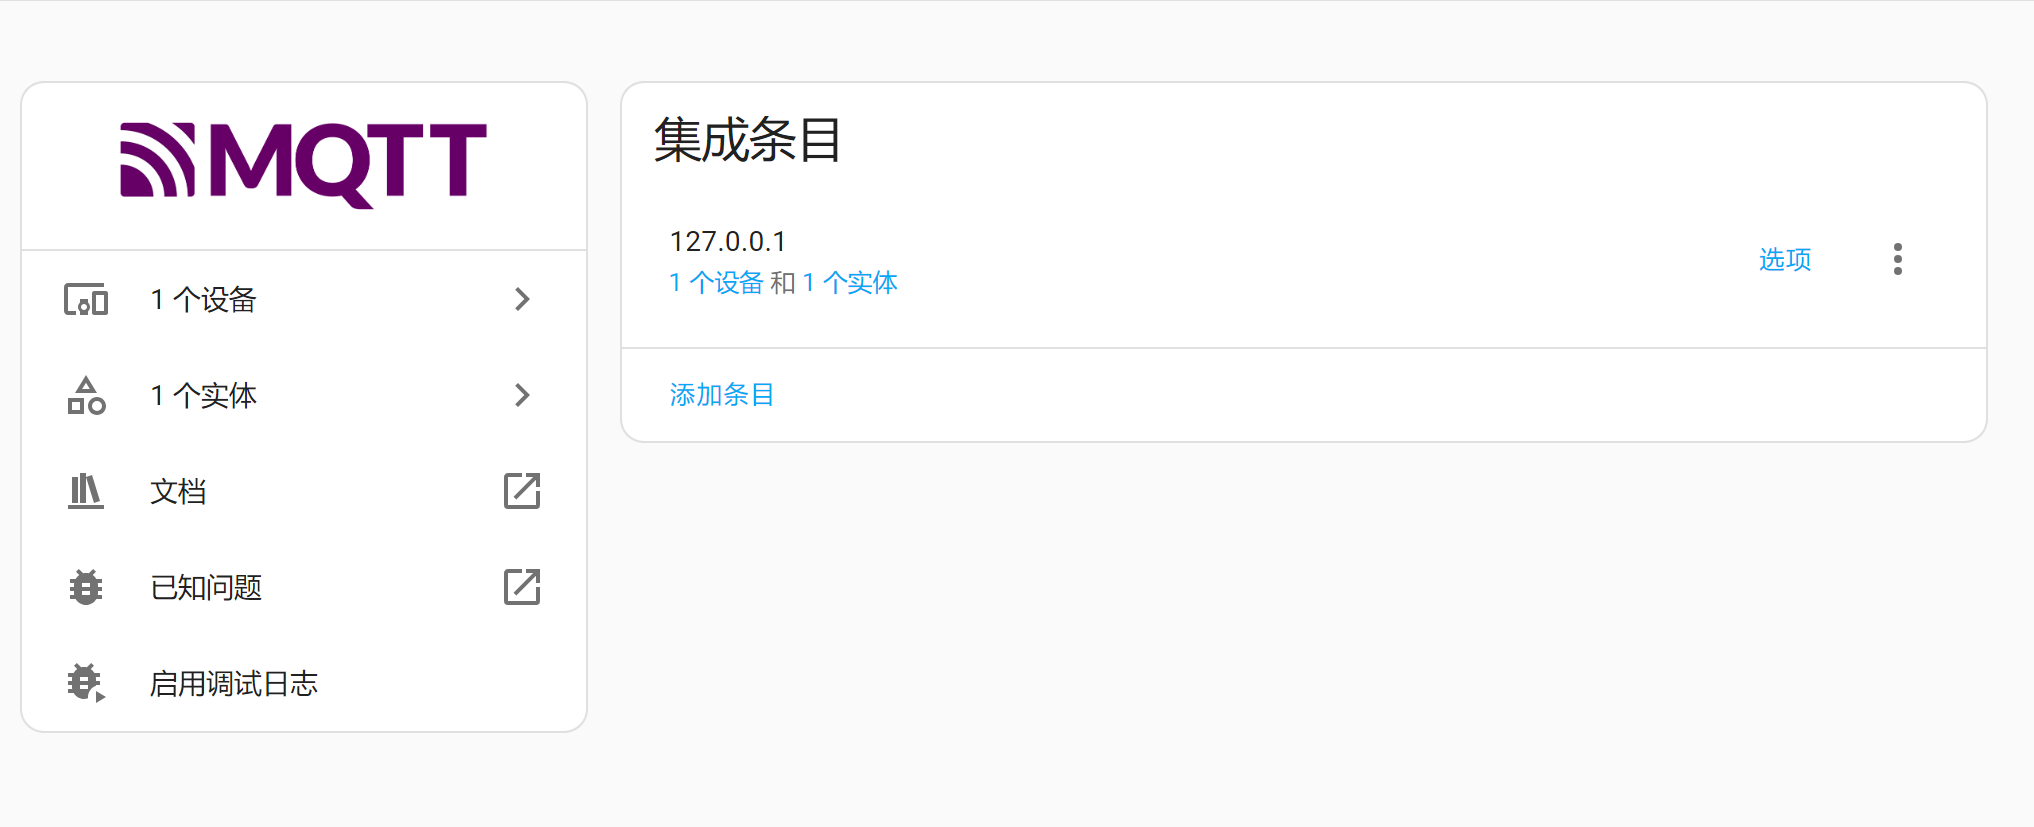 MQTT
1 个设备
1 个实体
文档
已知问题
启用调试日志
集成条目
127.0.0.1
1 个设备 和 1 个实体
选项
添加条目